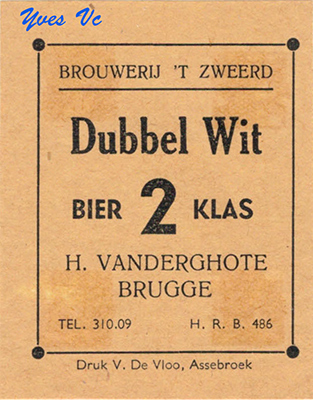 Yves Vc
BROUWERIJ 'T ZWEERD
Dubbel Wit
BIER 2 KLAS
H. VANDERGHOTE
BRUGGE
TEL. 310.09 H. R. B. 486
Druk V. De Vloo, Assebroek